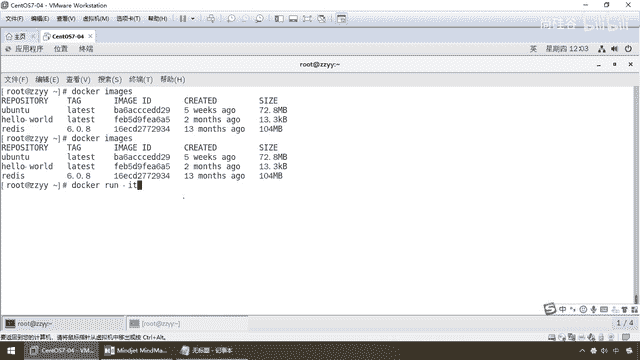 CentOS7-04 - VMware Workstation
文件(F) 编辑(E) 查看(V) 虚拟机(M) 选项卡(T) 帮助(H)
尚硅谷 bilibili
主页 CentOS7-04
应用程序 位置 终端 英 星期四 12:03
zzyy:~
文件(F) 编辑(E) 查看(V) 搜索(S) 终端(T) 帮助(H)
[root@zzyy ~]# docker images
REPOSITORY TAG IMAGE ID CREATED SIZE
ubuntu latest ba6acccedd29 5 weeks ago 72.8MB
hello-world latest feb5d9fea6a5 2 months ago 13.3kB
redis 6.0.8 16ecd2772934 13 months ago 104MB
[root@zzyy ~]# docker images
REPOSITORY TAG IMAGE ID CREATED SIZE
ubuntu latest ba6acccedd29 5 weeks ago 72.8MB
hello-world latest feb5d9fea6a5 2 months ago 13.3kB
redis 6.0.8 16ecd2772934 13 months ago 104MB
[root@zzyy ~]# docker run -it
中
root@zzyy:~ [root@zzyy:~] 1 / 4
要返回到您的计算机，请将鼠标指针从虚拟机中移出或按 Ctrl+Alt。
CentOS7-04 - VM... Mindjet MindMa... 无标题 - 记事本 中